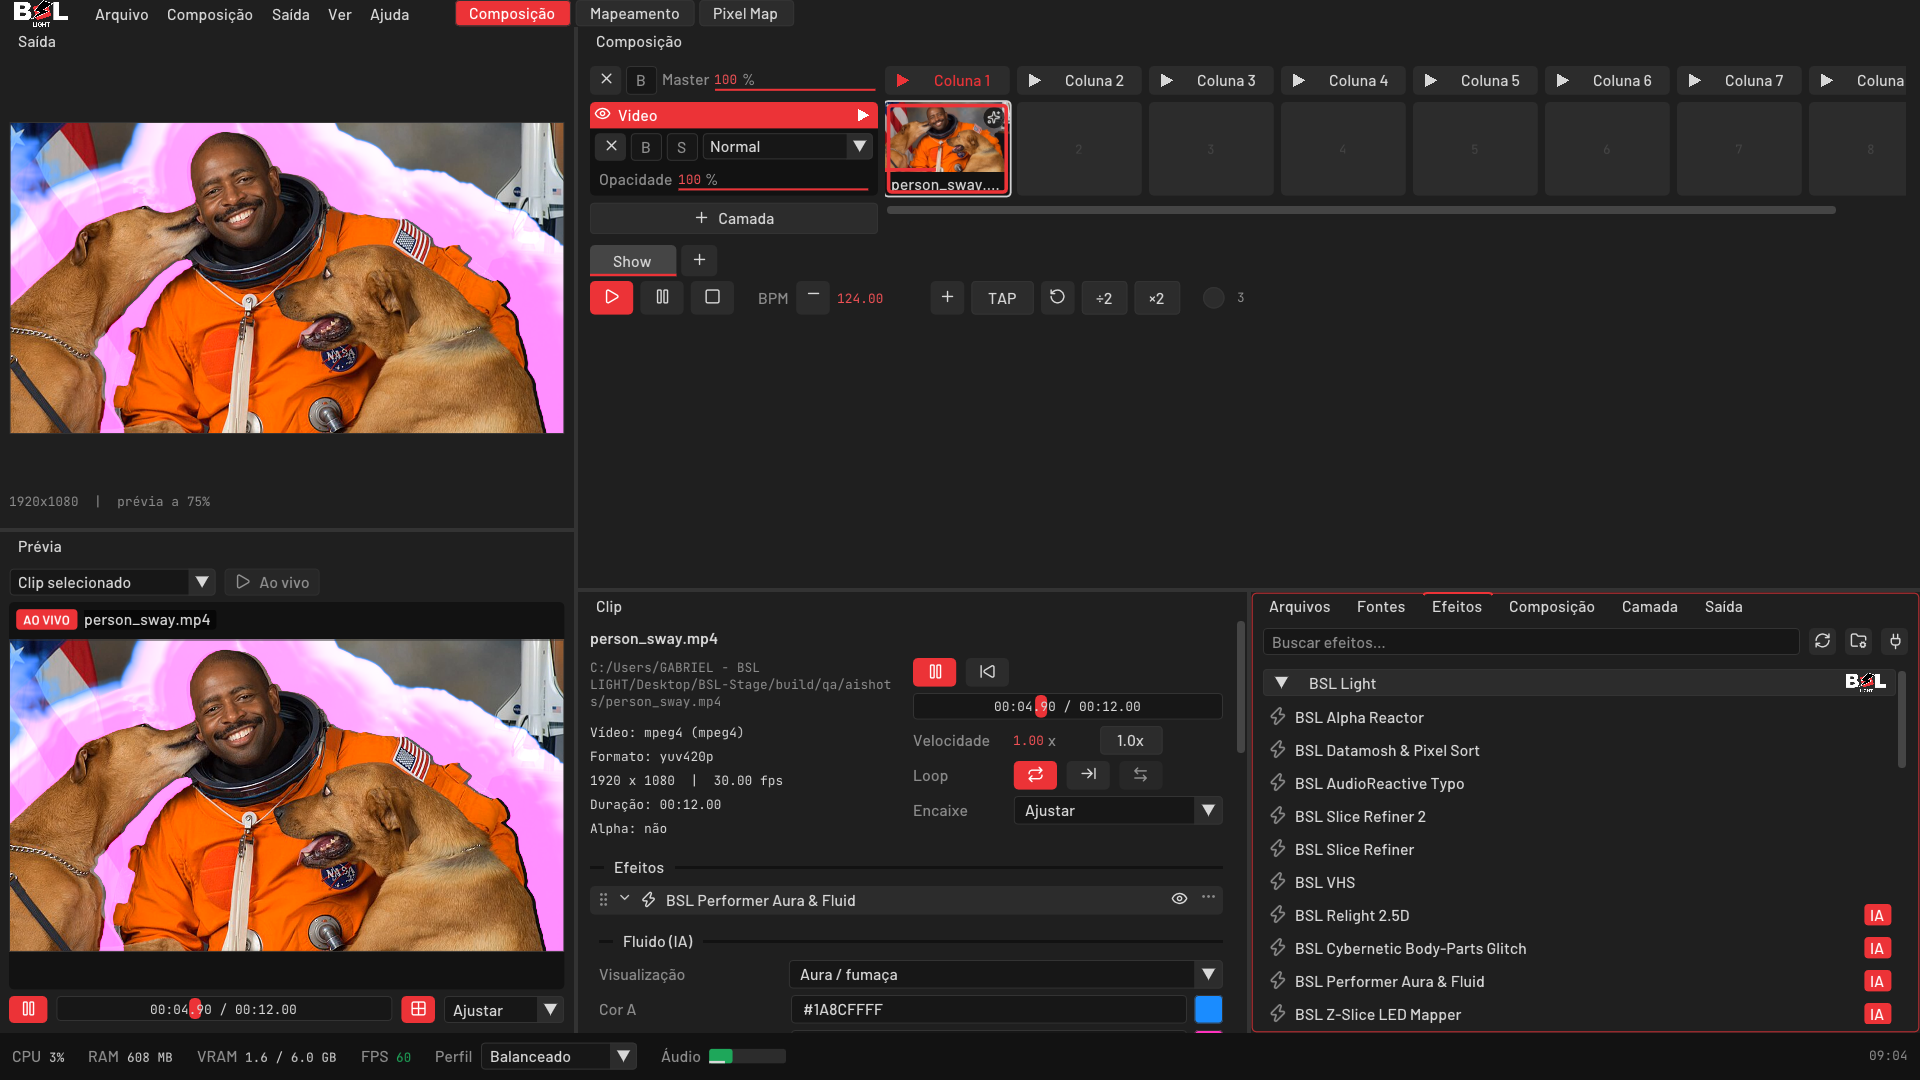 BSL LIGHT
Arquivo Composição Saída Ver Ajuda
Composição Mapeamento Pixel Map
Saída
1920x1080 | prévia a 75%
Prévia
Clip selecionado
Ao vivo
AO VIVO person_sway.mp4
NASA
00:04.90 / 00:12.00
Ajustar
Composição
B Master 100 %
Coluna 1 Coluna 2 Coluna 3 Coluna 4 Coluna 5 Coluna 6 Coluna 7 Coluna
Video
B S Normal
Opacidade 100 %
person_sway....
2 3 4 5 6 7 8
+ Camada
Show +
BPM − 124.00 + TAP ÷2 ×2 3
Clip
person_sway.mp4
C:/Users/GABRIEL - BSL
LIGHT/Desktop/BSL-Stage/build/qa/aishot
s/person_sway.mp4
Vídeo: mpeg4 (mpeg4)
Formato: yuv420p
1920 x 1080 | 30.00 fps
Duração: 00:12.00
Alpha: não
00:04.90 / 00:12.00
Velocidade 1.00 x 1.0x
Loop
Encaixe Ajustar
Efeitos
BSL Performer Aura & Fluid
Fluido (IA)
Visualização Aura / fumaça
Cor A #1A8CFFFF
Arquivos Fontes Efeitos Composição Camada Saída
Buscar efeitos...
BSL Light BSL LIGHT
BSL Alpha Reactor
BSL Datamosh & Pixel Sort
BSL AudioReactive Typo
BSL Slice Refiner 2
BSL Slice Refiner
BSL VHS
BSL Relight 2.5D IA
BSL Cybernetic Body-Parts Glitch IA
BSL Performer Aura & Fluid IA
BSL Z-Slice LED Mapper IA
CPU 3% RAM 608 MB VRAM 1.6 / 6.0 GB FPS 60 Perfil Balanceado Áudio
09:04